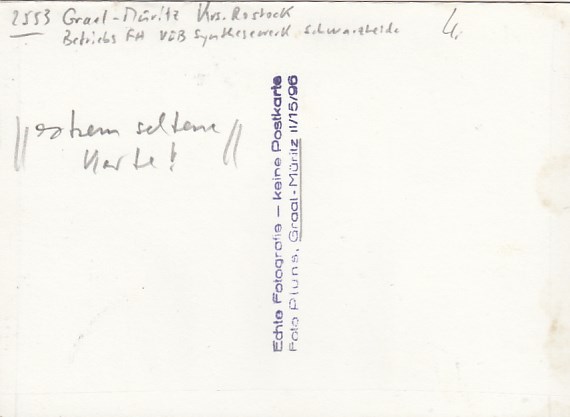 2553 Graal-Müritz Krs. Rostock
Betriebs FH VEB Synthesewerk Schwarzheide
4.
|| extrem seltene ||
Karte!
Echte Fotografie – keine Postkarte
Foto Pluns, Graal-Müritz II/15/96